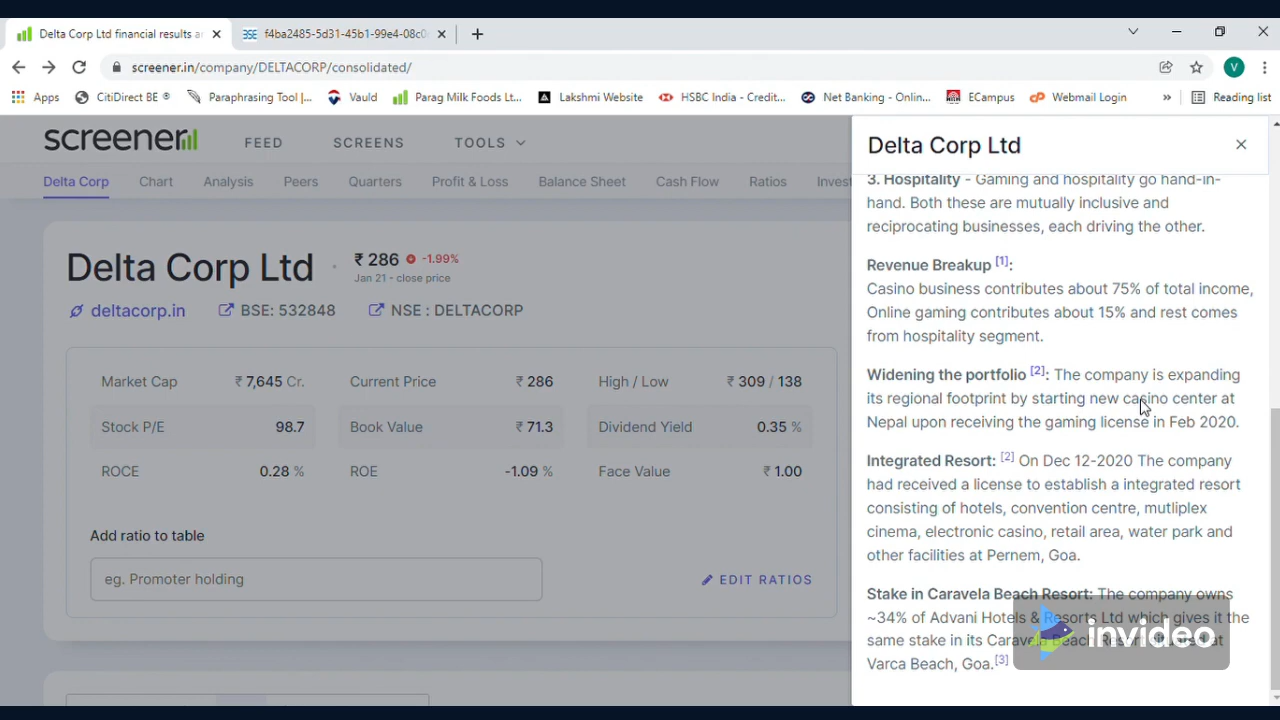 Delta Corp Ltd financial results a
f4ba2485-5d31-45b1-99e4-08c0
screener.in/company/DELTACORP/consolidated/
V
Apps
CitiDirect BE ®
Paraphrasing Tool |...
Vauld
Parag Milk Foods Lt...
Lakshmi Website
HSBC India - Credit...
Net Banking - Onlin...
ECampus
Webmail Login
»
Reading list
screener
FEED
SCREENS
TOOLS
Delta Corp
Chart
Analysis
Peers
Quarters
Profit & Loss
Balance Sheet
Cash Flow
Ratios
Invest
Delta Corp Ltd
₹ 286 -1.99%
Jan 21 - close price
deltacorp.in
BSE: 532848
NSE : DELTACORP
Market Cap ₹ 7,645 Cr.
Current Price ₹ 286
High / Low ₹ 309 / 138
Stock P/E 98.7
Book Value ₹ 71.3
Dividend Yield 0.35 %
ROCE 0.28 %
ROE -1.09 %
Face Value ₹ 1.00
Add ratio to table
eg. Promoter holding
EDIT RATIOS
Delta Corp Ltd
3. Hospitality - Gaming and hospitality go hand-in-
hand. Both these are mutually inclusive and
reciprocating businesses, each driving the other.
Revenue Breakup [1]:
Casino business contributes about 75% of total income,
Online gaming contributes about 15% and rest comes
from hospitality segment.
Widening the portfolio [2]: The company is expanding
its regional footprint by starting new casino center at
Nepal upon receiving the gaming license in Feb 2020.
Integrated Resort: [2] On Dec 12-2020 The company
had received a license to establish a integrated resort
consisting of hotels, convention centre, mutliplex
cinema, electronic casino, retail area, water park and
other facilities at Pernem, Goa.
Stake in Caravela Beach Resort: The company owns
~34% of Advani Hotels & Resorts Ltd which gives it the
same stake in its Caravela Beach Resort situated at
Varca Beach, Goa.[3]
invideo